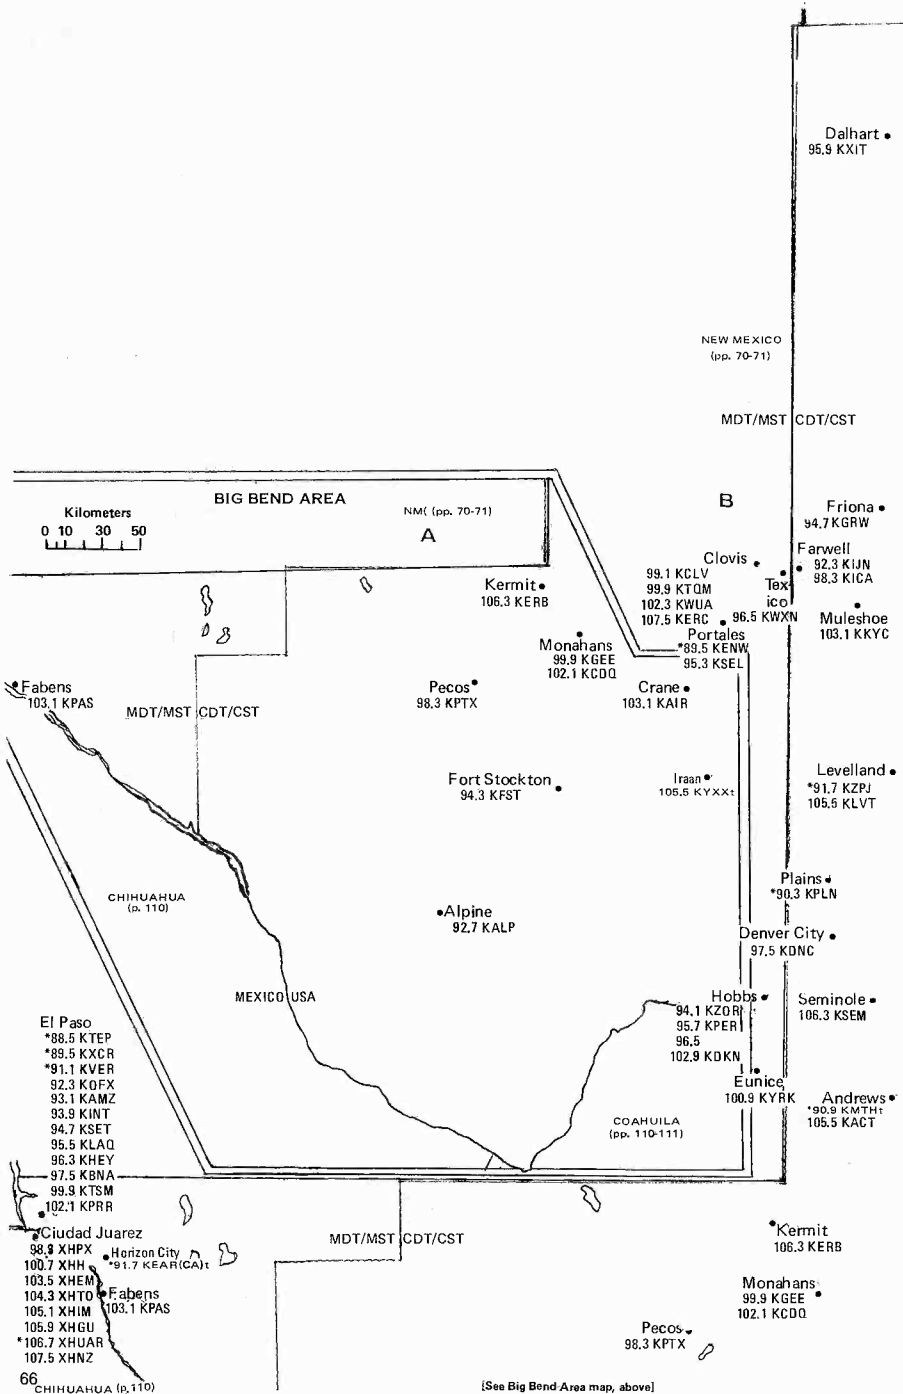 Dalhart
95.9 KXIT
NEW MEXICO
(pp. 70-71)
MDT/MST CDT/CST
BIG BEND AREA
Kilometers
0 10 30 50
NM( (pp. 70-71)
A
B
Friona
94.7 KGRW
Farwell
92.3 KIJN
98.3 KICA
Clovis
99.1 KCLV
99.9 KTQM
102.3 KWUA
107.5 KERC
Tex
ico
96.5 KWXN
Muleshoe
103.1 KKYC
Portales
*89.5 KENW
95.3 KSEL
Kermit
106.3 KERB
Monahans
99.9 KGEE
102.1 KCDQ
Fabens
103.1 KPAS
MDT/MST CDT/CST
Pecos
98.3 KPTX
Crane
103.1 KAIR
Fort Stockton
94.3 KFST
Iraan
105.5 KYXXt
Levelland
*91.7 KZPJ
105.5 KLVT
CHIHUAHUA
(p. 110)
Alpine
92.7 KALP
Plains
*90.3 KPLN
Denver City
97.5 KDNC
MEXICO USA
Hobbs
94.1 KZOR
95.7 KPER
96.5
102.9 KDKN
Seminole
106.3 KSEM
Eunice
100.9 KYRK
Andrews
*90.9 KMTHt
105.5 KACT
COAHUILA
(pp. 110-111)
El Paso
*88.5 KTEP
*89.5 KXCR
*91.1 KVER
92.3 KOFX
93.1 KAMZ
93.9 KINT
94.7 KSET
95.5 KLAQ
96.3 KHEY
97.5 KBNA
99.9 KTSM
102.1 KPRR
Ciudad Juarez
98.3 XHPX
100.7 XHH
103.5 XHEM
104.3 XHTO
105.1 XHIM
105.9 XHGU
*106.7 XHUAR
107.5 XHNZ
Horizon City
*91.7 KEAR(CA)t
Fabens
103.1 KPAS
MDT/MST CDT/CST
Kermit
106.3 KERB
Monahans
99.9 KGEE
102.1 KCDQ
Pecos
98.3 KPTX
66
CHIHUAHUA (p. 110)
[See Big Bend Area map, above]